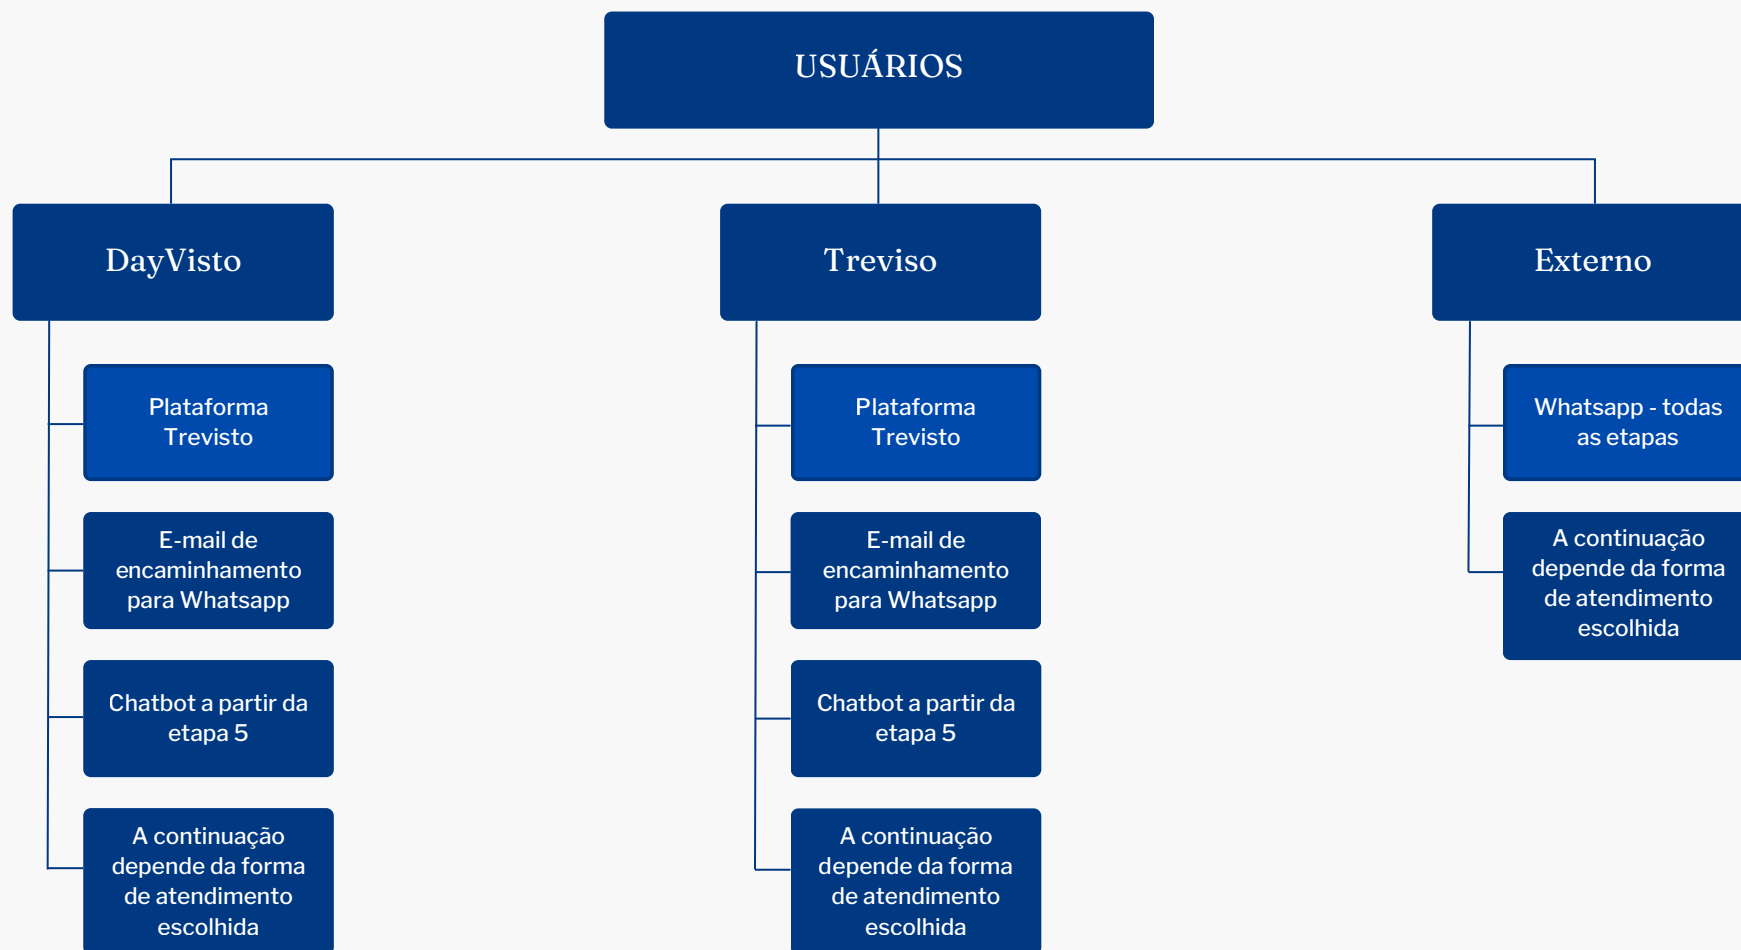 USUÁRIOS
DayVisto
Treviso
Externo
Plataforma
Trevisto
E-mail de
encaminhamento
para Whatsapp
Chatbot a partir da
etapa 5
A continuação
depende da forma
de atendimento
escolhida
Plataforma
Trevisto
E-mail de
encaminhamento
para Whatsapp
Chatbot a partir da
etapa 5
A continuação
depende da forma
de atendimento
escolhida
Whatsapp - todas
as etapas
A continuação
depende da forma
de atendimento
escolhida